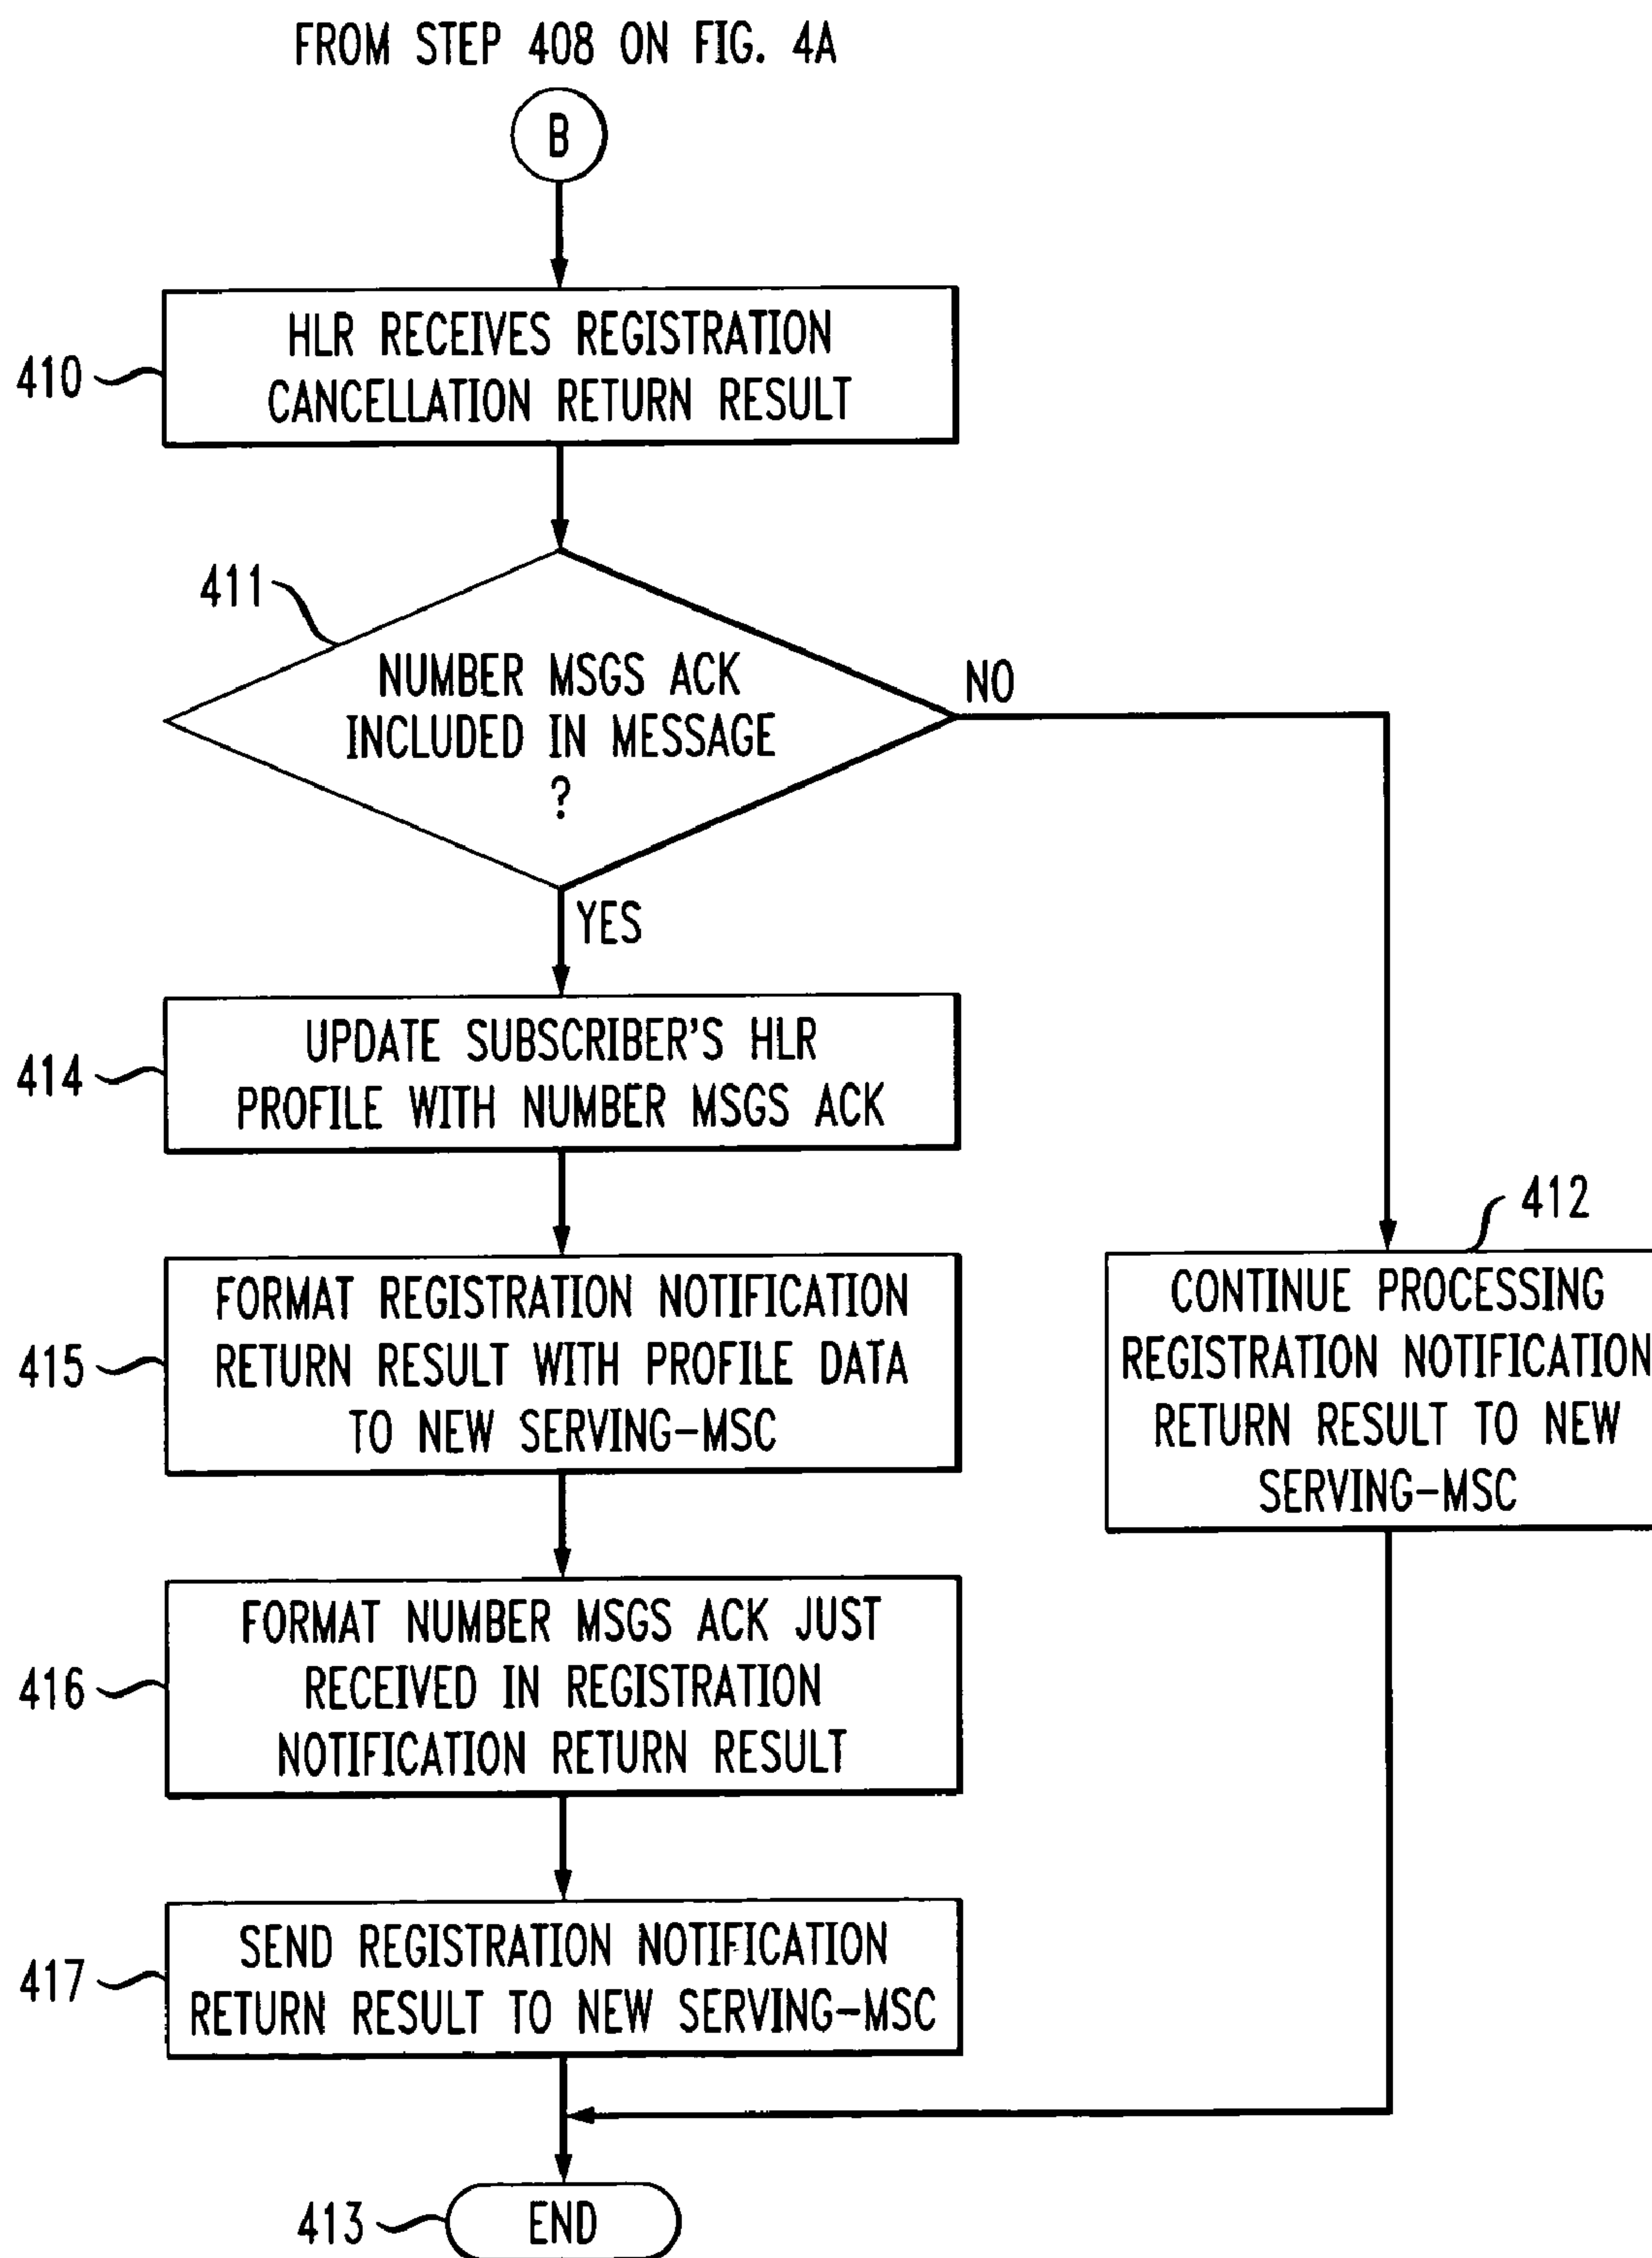 FROM STEP 408 ON FIG. 4A
B
410
HLR RECEIVES REGISTRATION
CANCELLATION RETURN RESULT
411
NUMBER MSGS ACK
INCLUDED IN MESSAGE
?
NO
YES
414
UPDATE SUBSCRIBER'S HLR
PROFILE WITH NUMBER MSGS ACK
412
CONTINUE PROCESSING
REGISTRATION NOTIFICATION
RETURN RESULT TO NEW
SERVING-MSC
415
FORMAT REGISTRATION NOTIFICATION
RETURN RESULT WITH PROFILE DATA
TO NEW SERVING-MSC
416
FORMAT NUMBER MSGS ACK JUST
RECEIVED IN REGISTRATION
NOTIFICATION RETURN RESULT
417
SEND REGISTRATION NOTIFICATION
RETURN RESULT TO NEW SERVING-MSC
413
END